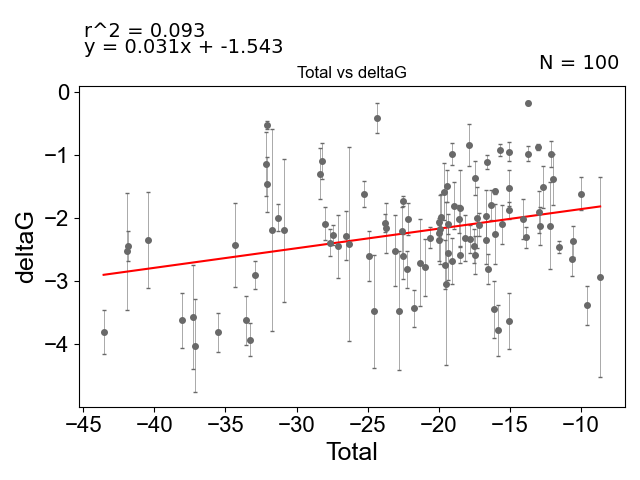 r^2 = 0.093
y = 0.031x + -1.543
N = 100
Total vs deltaG
0
−1
−2
−3
−4
deltaG
−45 −40 −35 −30 −25 −20 −15 −10
Total